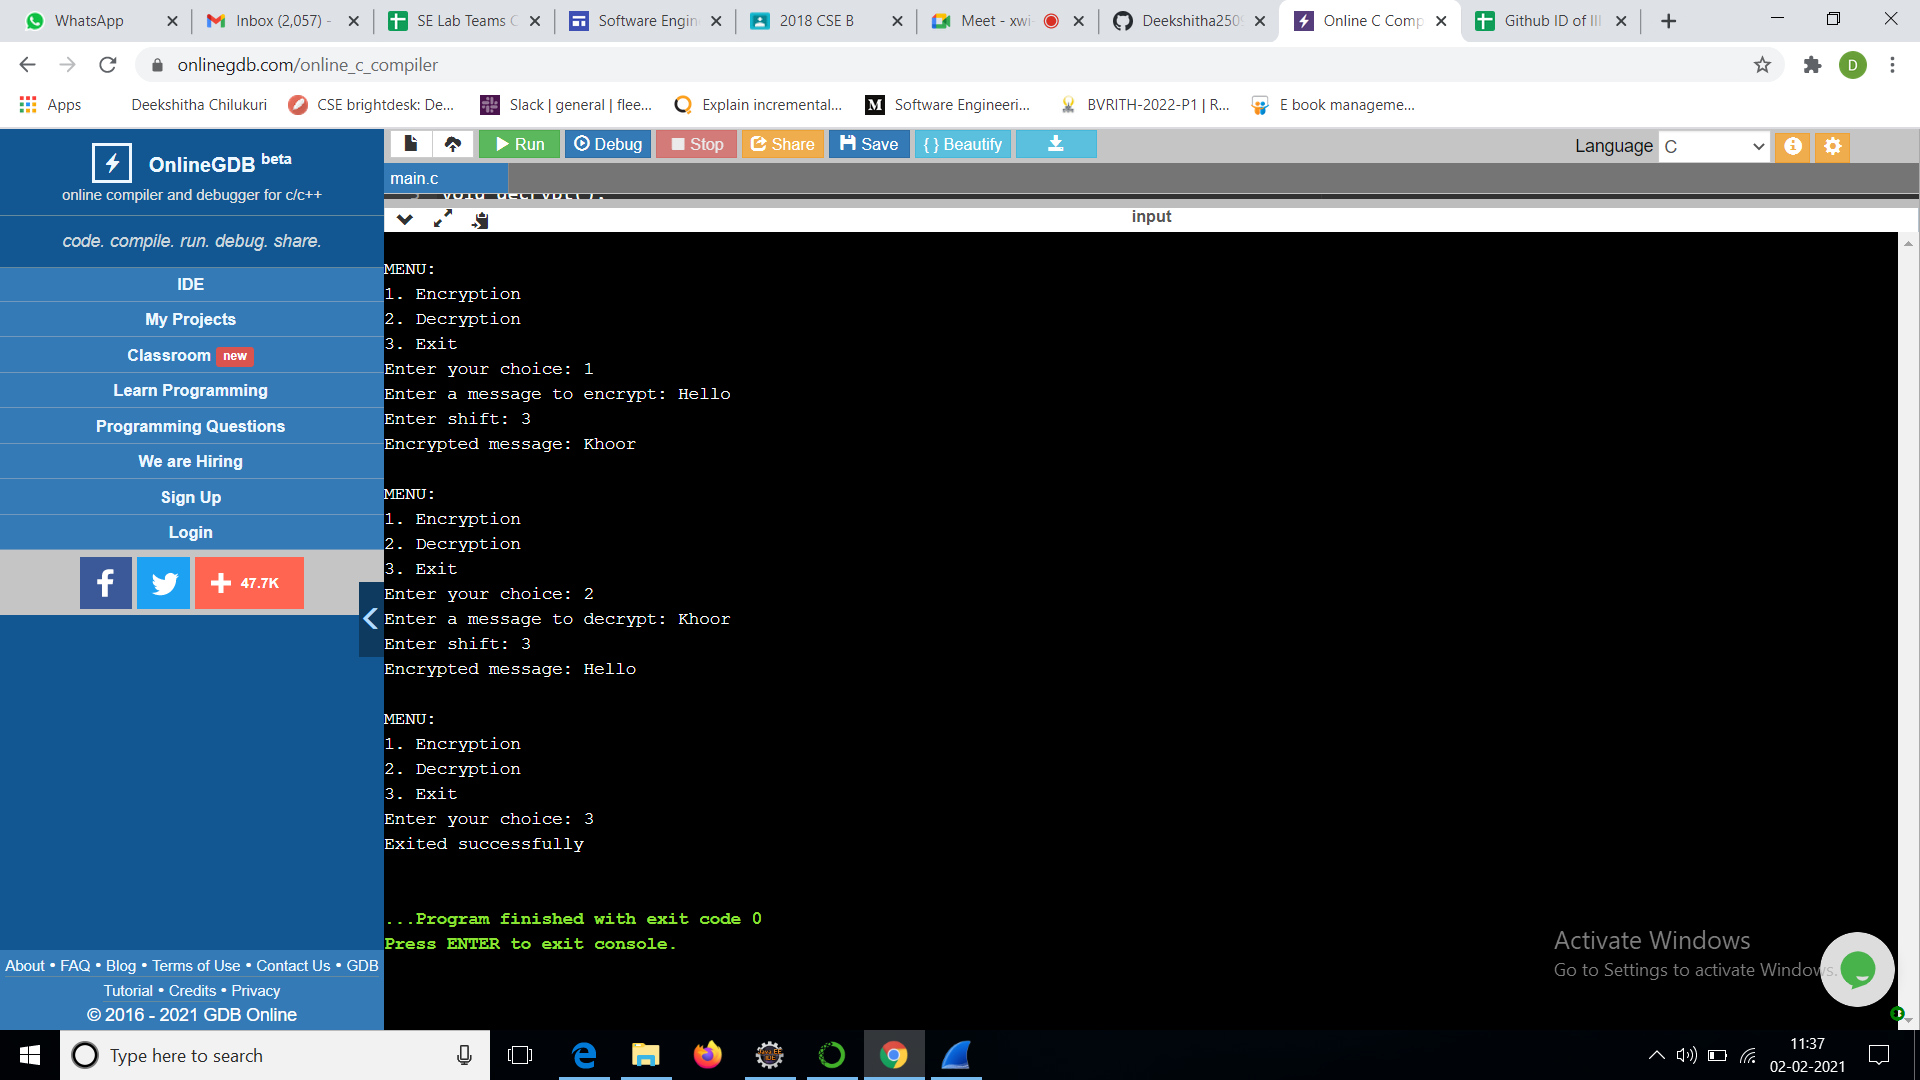 WhatsApp
Inbox (2,057) -
SE Lab Teams C
Software Engin
2018 CSE B
Meet - xwi-
Deekshitha250
Online C Comp
Github ID of III
onlinegdb.com/online_c_compiler
D
Apps
Deekshitha Chilukuri
CSE brightdesk: De...
Slack | general | flee...
Explain incremental...
M
Software Engineeri...
BVRITH-2022-P1 | R...
E book manageme...
OnlineGDB beta
online compiler and debugger for c/c++
code. compile. run. debug. share.
IDE
My Projects
Classroom new
Learn Programming
Programming Questions
We are Hiring
Sign Up
Login
47.7K
About • FAQ • Blog • Terms of Use • Contact Us • GDB
Tutorial • Credits • Privacy
© 2016 - 2021 GDB Online
Run
Debug
Stop
Share
Save
{ } Beautify
Language C
main.c
void decrypt();
input
MENU:
1. Encryption
2. Decryption
3. Exit
Enter your choice: 1
Enter a message to encrypt: Hello
Enter shift: 3
Encrypted message: Khoor
MENU:
1. Encryption
2. Decryption
3. Exit
Enter your choice: 2
Enter a message to decrypt: Khoor
Enter shift: 3
Encrypted message: Hello
MENU:
1. Encryption
2. Decryption
3. Exit
Enter your choice: 3
Exited successfully
...Program finished with exit code 0
Press ENTER to exit console.
Activate Windows
Go to Settings to activate Windows.
Type here to search
11:37
02-02-2021